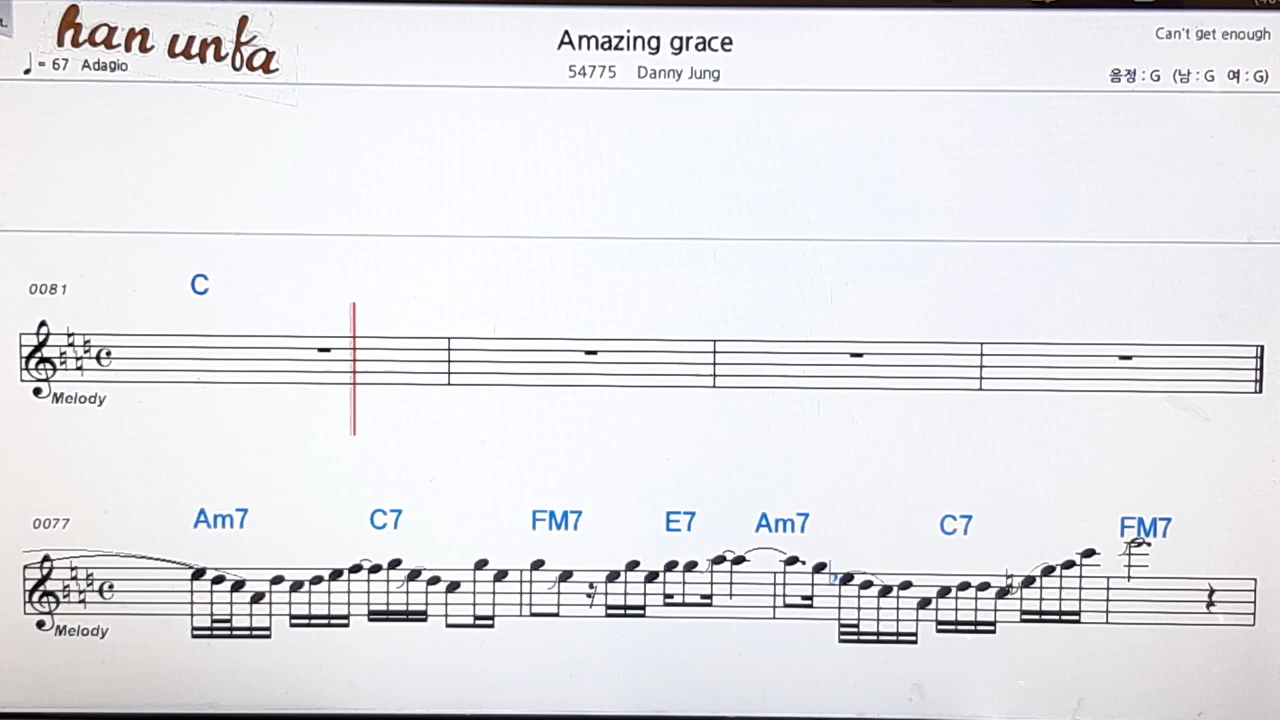 han unfa
♩= 67 Adagio
Amazing grace
54775 Danny Jung
Can't get enough
음정 : G (남 : G 여 : G)
0081
C
Melody
0077
Am7 C7 FM7 E7 Am7 C7 FM7
Melody